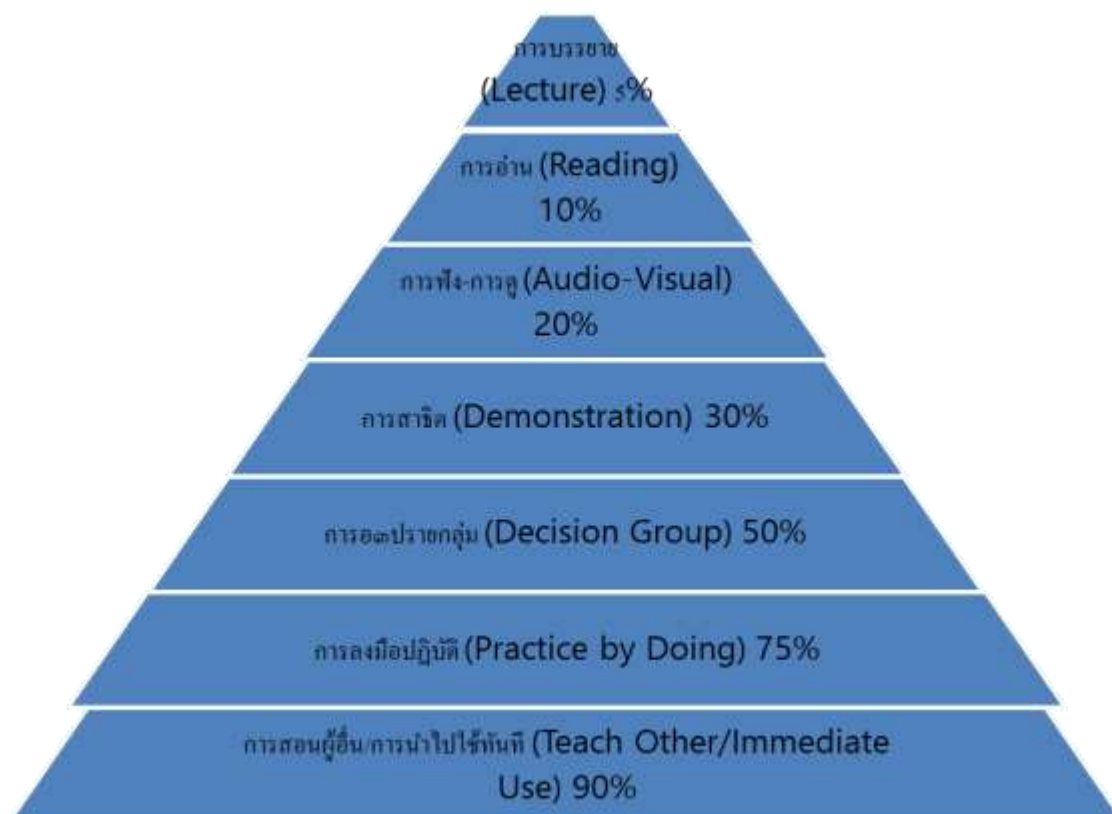 การบรรยาย
(Lecture) 5%
การอ่าน (Reading)
10%
การฟัง-การดู (Audio-Visual)
20%
การสาธิต (Demonstration) 30%
การอภิปรายกลุ่ม (Decision Group) 50%
การลงมือปฏิบัติ (Practice by Doing) 75%
การสอนผู้อื่น/การนำไปใช้ทันที (Teach Other/Immediate
Use) 90%